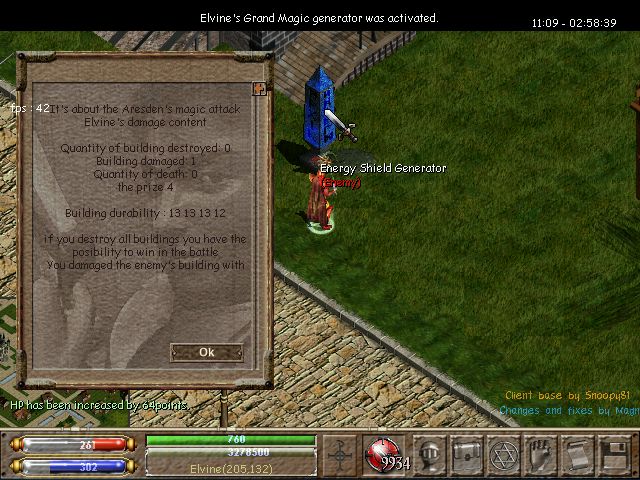 Elvine's Grand Magic generator was activated.
11:09 - 02:58:39
fps : 42
It's about the Aresden's magic attack
Elvine's damage content
Quantity of building destroyed: 0
Building damaged: 1
Quantity of death: 0
the prize 4
Building durability : 13 13 13 12
if you destroy all buildings you have the
posibility to win in the battle
You damaged the enemy's building with
Ok
Energy Shield Generator
(Enemy)
Client base by Snoopy81
Changes and fixes by Magn
HP has been increased by 64points.
261
760
9934
302
3278500
Elvine(205,132)